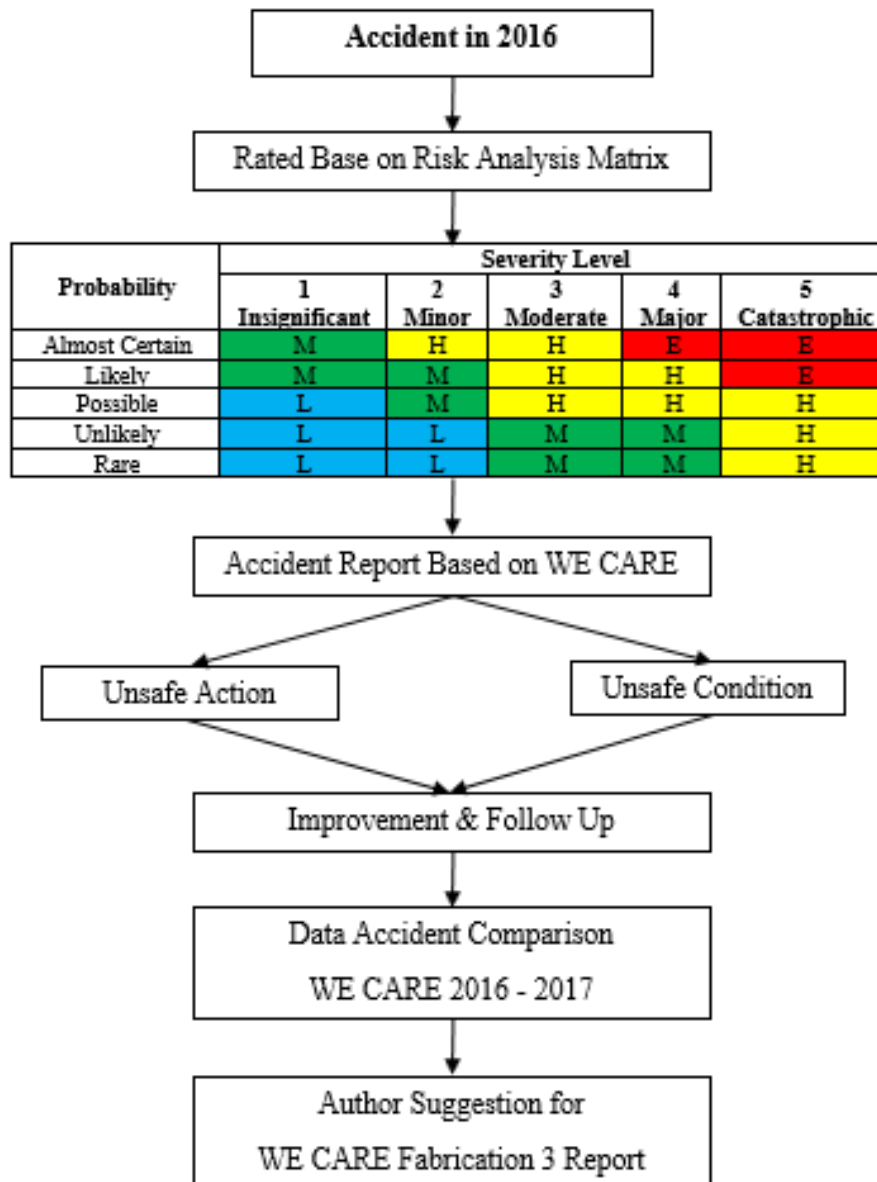 Accident in 2016
Rated Base on Risk Analysis Matrix
Probability
Severity Level
1 2 3 4 5
Insignificant Minor Moderate Major Catastrophic
Almost Certain M H H E E
Likely M M H H E
Possible L M H H H
Unlikely L L M M H
Rare L L M M H
Accident Report Based on WE CARE
Unsafe Action
Unsafe Condition
Improvement & Follow Up
Data Accident Comparison
WE CARE 2016 - 2017
Author Suggestion for
WE CARE Fabrication 3 Report